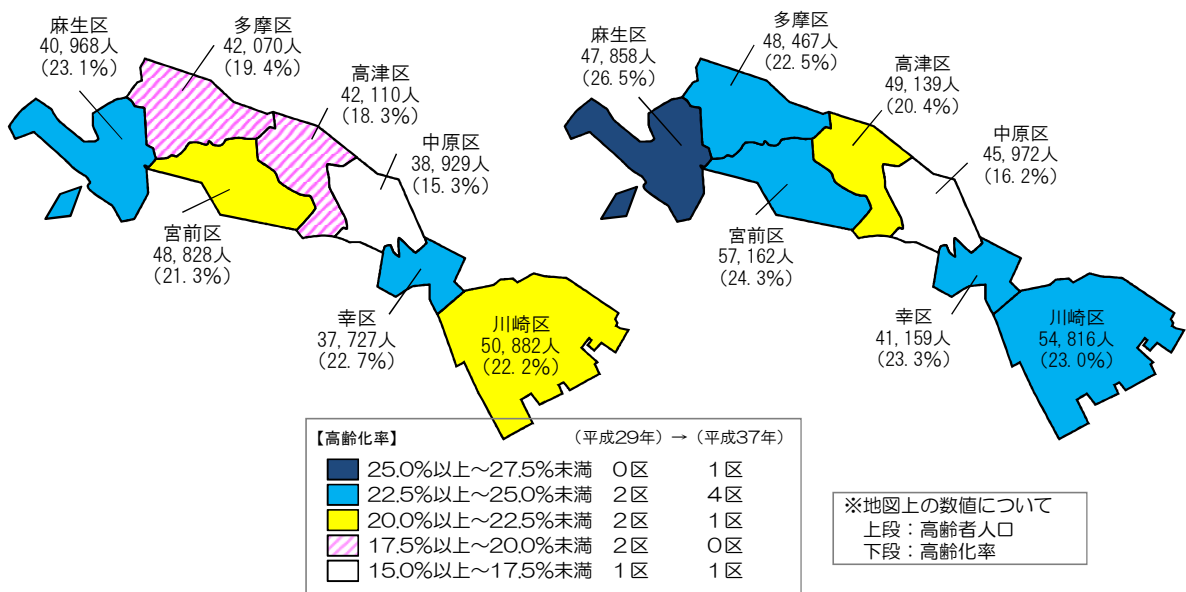 麻生区
40,968人
(23.1%)
多摩区
42,070人
(19.4%)
高津区
42,110人
(18.3%)
中原区
38,929人
(15.3%)
宮前区
48,828人
(21.3%)
幸区
37,727人
(22.7%)
川崎区
50,882人
(22.2%)
麻生区
47,858人
(26.5%)
多摩区
48,467人
(22.5%)
高津区
49,139人
(20.4%)
中原区
45,972人
(16.2%)
宮前区
57,162人
(24.3%)
幸区
41,159人
(23.3%)
川崎区
54,816人
(23.0%)
【高齢化率】 (平成29年) → (平成37年)
25.0%以上~27.5%未満 0区 1区
22.5%以上~25.0%未満 2区 4区
20.0%以上~22.5%未満 2区 1区
17.5%以上~20.0%未満 2区 0区
15.0%以上~17.5%未満 1区 1区
※地図上の数値について
上段:高齢者人口
下段:高齢化率